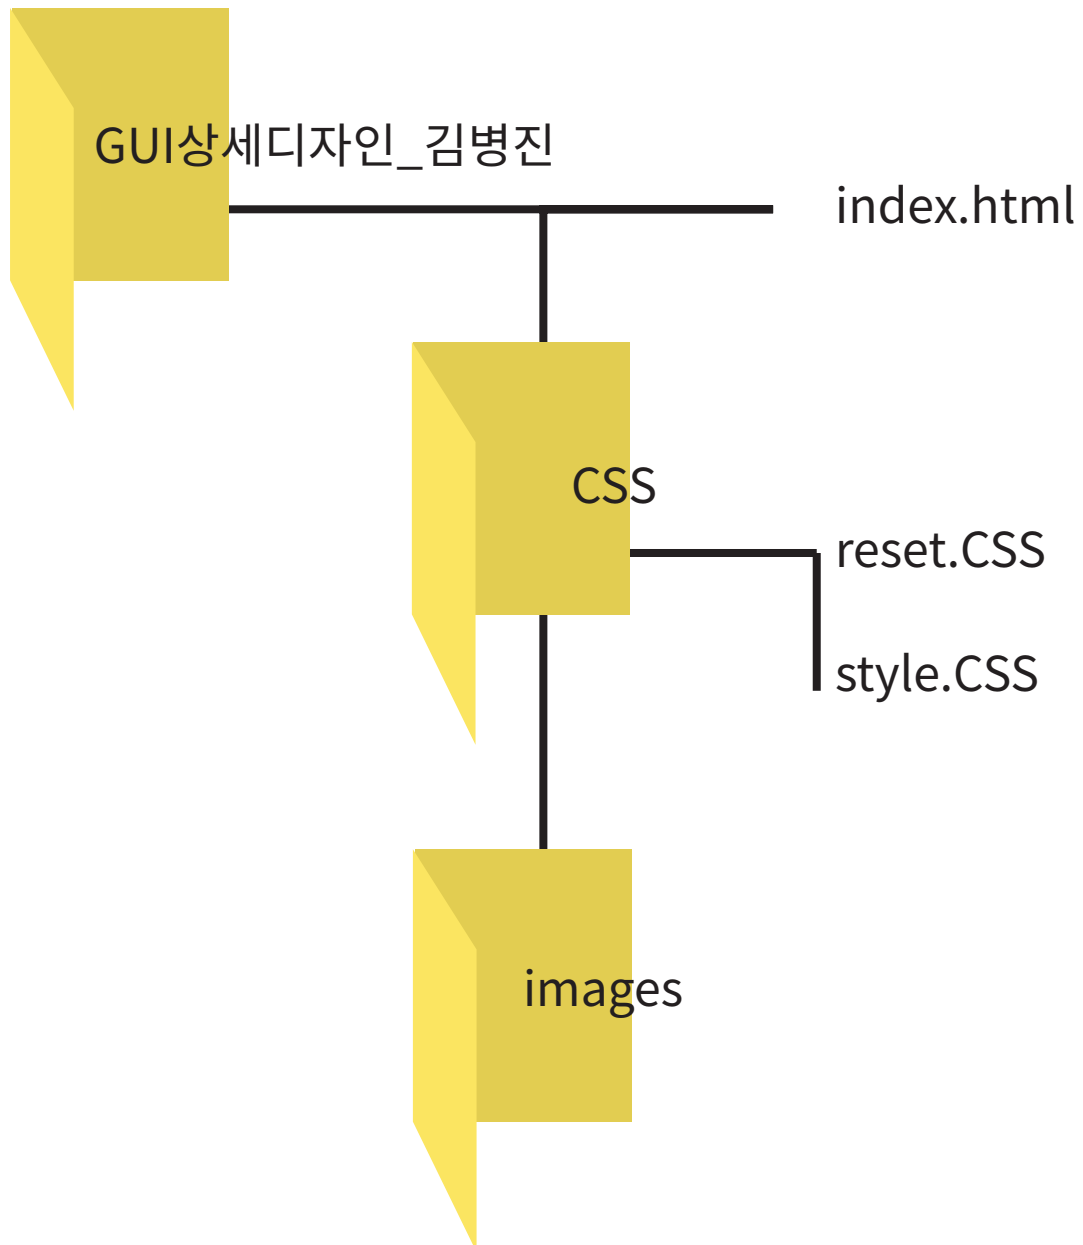 GUI상세디자인_김병진
index.html
CSS
reset.CSS
style.CSS
images